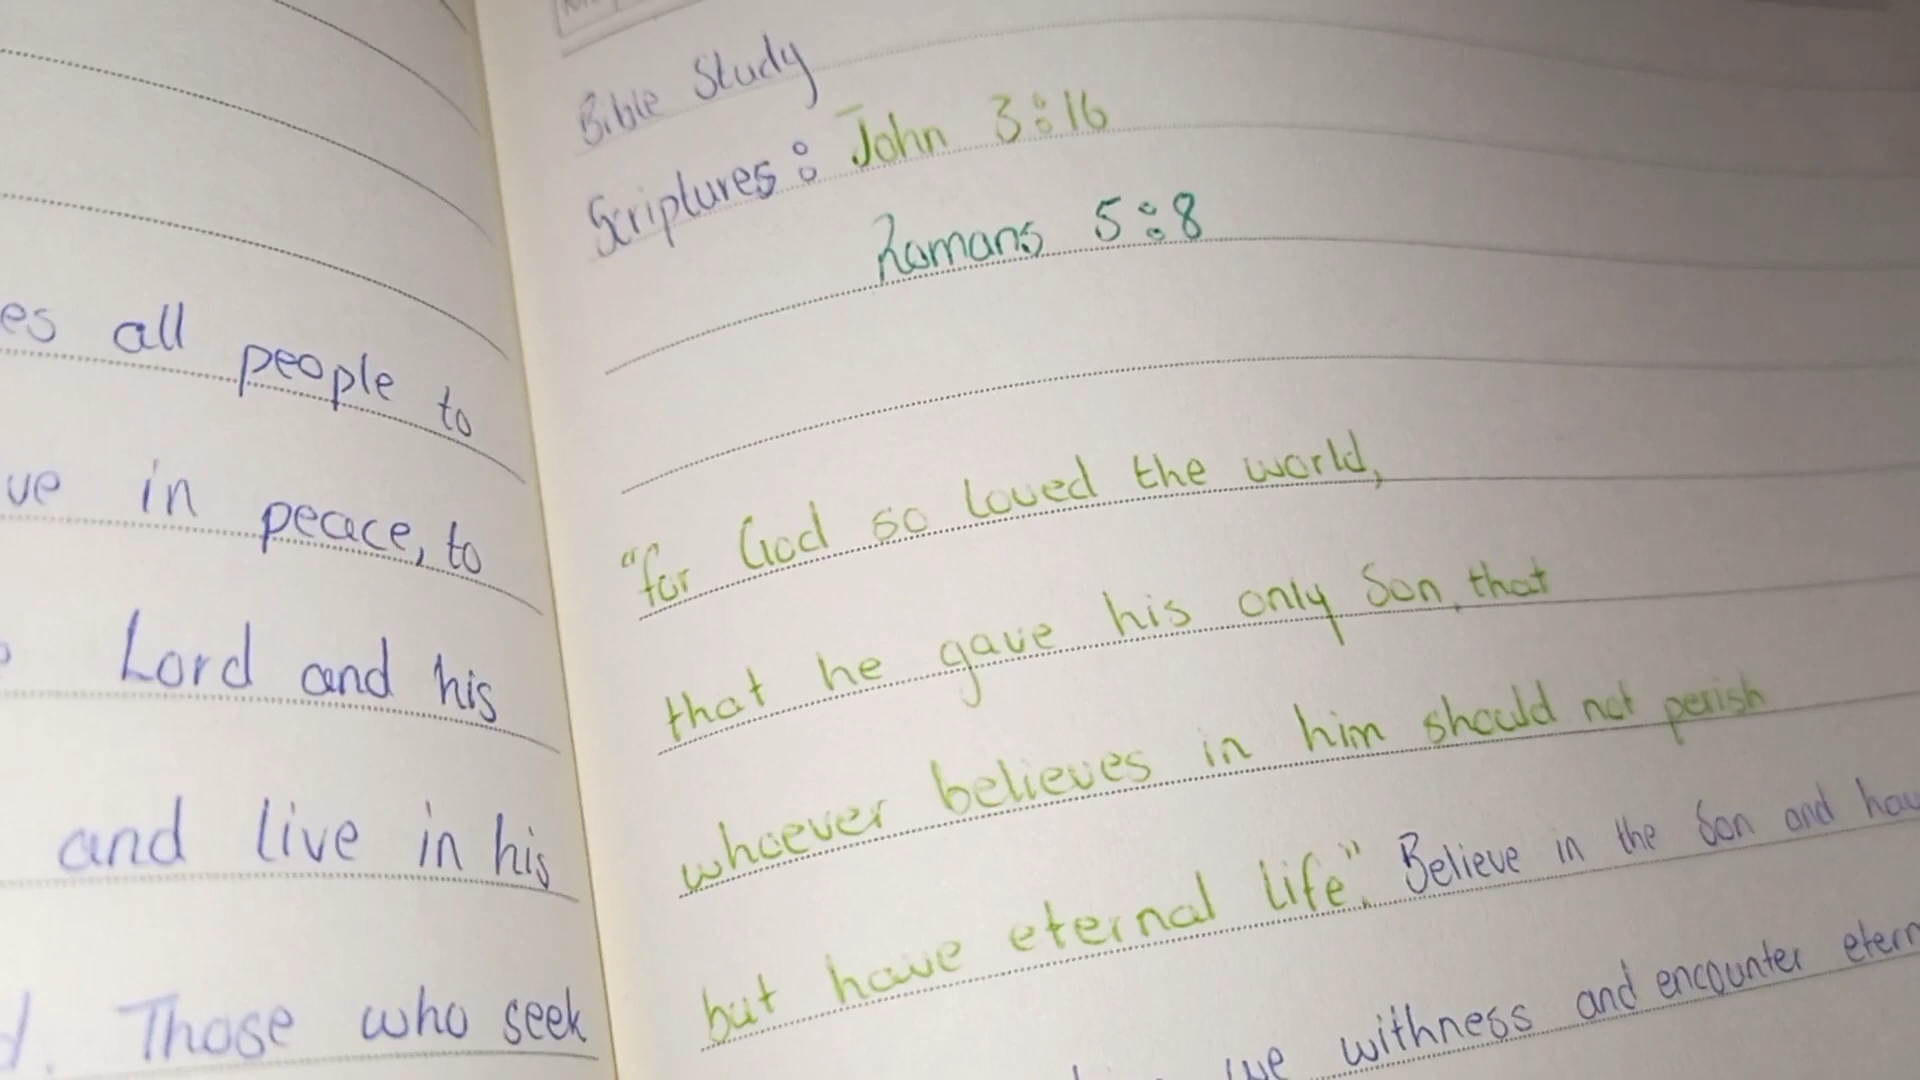 es all people to
ve in peace, to
Lord and his
and live in his
d. Those who seek
Bible Study
Scriptures: John 3:16
Romans 5:8
"for God so loved the world,
that he gave his only Son, that
whoever believes in him should not perish
but have eternal life." Believe in the Son and hav
we withness and encounter etern